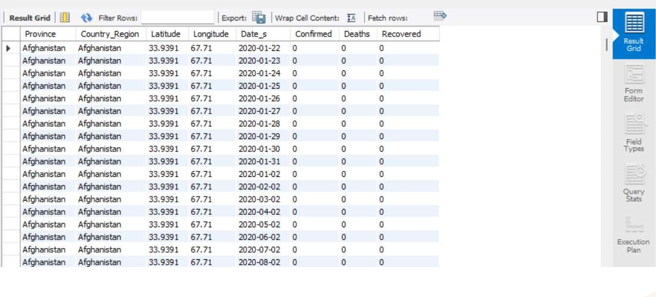 Result Grid Filter Rows: Export: Wrap Cell Content: Fetch rows:
Province Country_Region Latitude Longitude Date_s Confirmed Deaths Recovered
Afghanistan Afghanistan 33.9391 67.71 2020-01-22 0 0 0
Afghanistan Afghanistan 33.9391 67.71 2020-01-23 0 0 0
Afghanistan Afghanistan 33.9391 67.71 2020-01-24 0 0 0
Afghanistan Afghanistan 33.9391 67.71 2020-01-25 0 0 0
Afghanistan Afghanistan 33.9391 67.71 2020-01-26 0 0 0
Afghanistan Afghanistan 33.9391 67.71 2020-01-27 0 0 0
Afghanistan Afghanistan 33.9391 67.71 2020-01-28 0 0 0
Afghanistan Afghanistan 33.9391 67.71 2020-01-29 0 0 0
Afghanistan Afghanistan 33.9391 67.71 2020-01-30 0 0 0
Afghanistan Afghanistan 33.9391 67.71 2020-01-31 0 0 0
Afghanistan Afghanistan 33.9391 67.71 2020-01-02 0 0 0
Afghanistan Afghanistan 33.9391 67.71 2020-02-02 0 0 0
Afghanistan Afghanistan 33.9391 67.71 2020-03-02 0 0 0
Afghanistan Afghanistan 33.9391 67.71 2020-04-02 0 0 0
Afghanistan Afghanistan 33.9391 67.71 2020-05-02 0 0 0
Afghanistan Afghanistan 33.9391 67.71 2020-06-02 0 0 0
Afghanistan Afghanistan 33.9391 67.71 2020-07-02 0 0 0
Afghanistan Afghanistan 33.9391 67.71 2020-08-02 0 0 0
Result
Grid
Form
Editor
Field
Types
Query
Stats
Execution
Plan